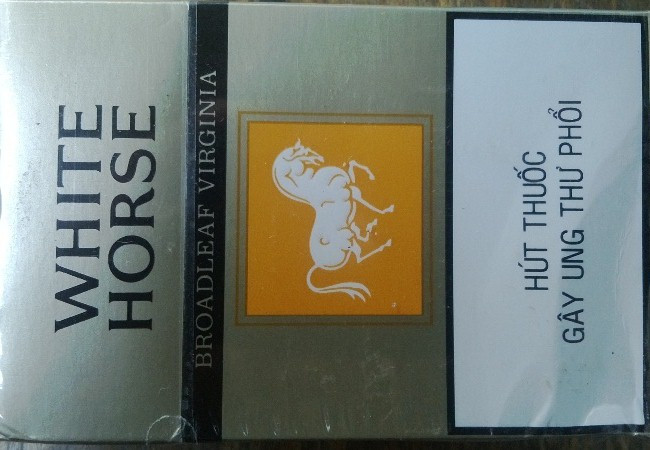 WHITE
HORSE
BROADLEAF VIRGINIA
HÚT THUỐC
GÂY UNG THƯ PHỔI